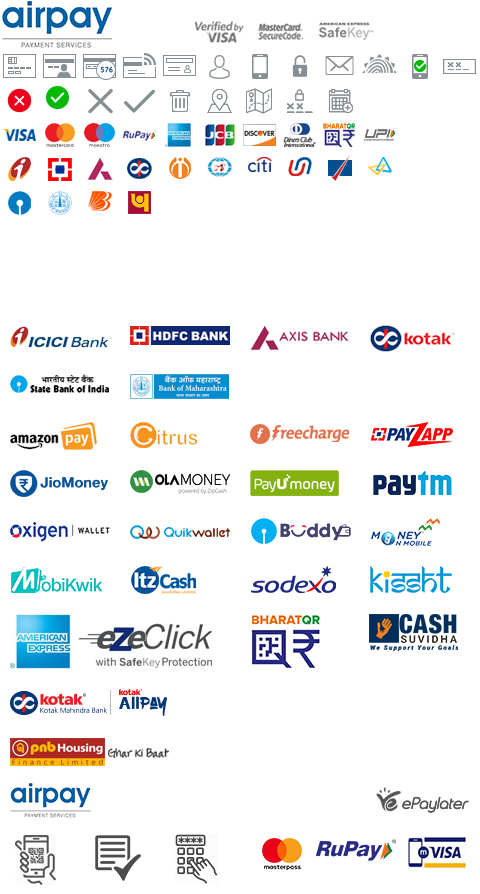 airpay
PAYMENT SERVICES
Verified by
VISA
MasterCard.
SecureCode.
AMERICAN EXPRESS
SafeKey
576
VISA
mastercard
maestro
RuPay
AMERICAN EXPRESS
JCB
DISCOVER
Diners Club
International
BHARATQR
UPI
citi
ICICI Bank
HDFC BANK
AXIS BANK
kotak
भारतीय स्टेट बैंक
State Bank of India
बैंक ऑफ महाराष्ट्र
Bank of Maharashtra
amazon pay
Citrus
freecharge
PAYZAPP
JioMoney
OLAMONEY
powered by ZipCash
PayUmoney
paytm
Oxigen WALLET
Quikwallet
Buddy
MONEY
ON MOBILE
MobiKwik
ItzCash
sodexo
kissht
AMERICAN
EXPRESS
eZeClick
with SafeKey Protection
BHARATQR
CASH
SUVIDHA
We Support Your Goals
kotak
Kotak Mahindra Bank
kotak
AllPAY
pnb Housing
Finance Limited
Ghar Ki Baat
airpay
PAYMENT SERVICES
ePaylater
masterpass
RuPay
m VISA